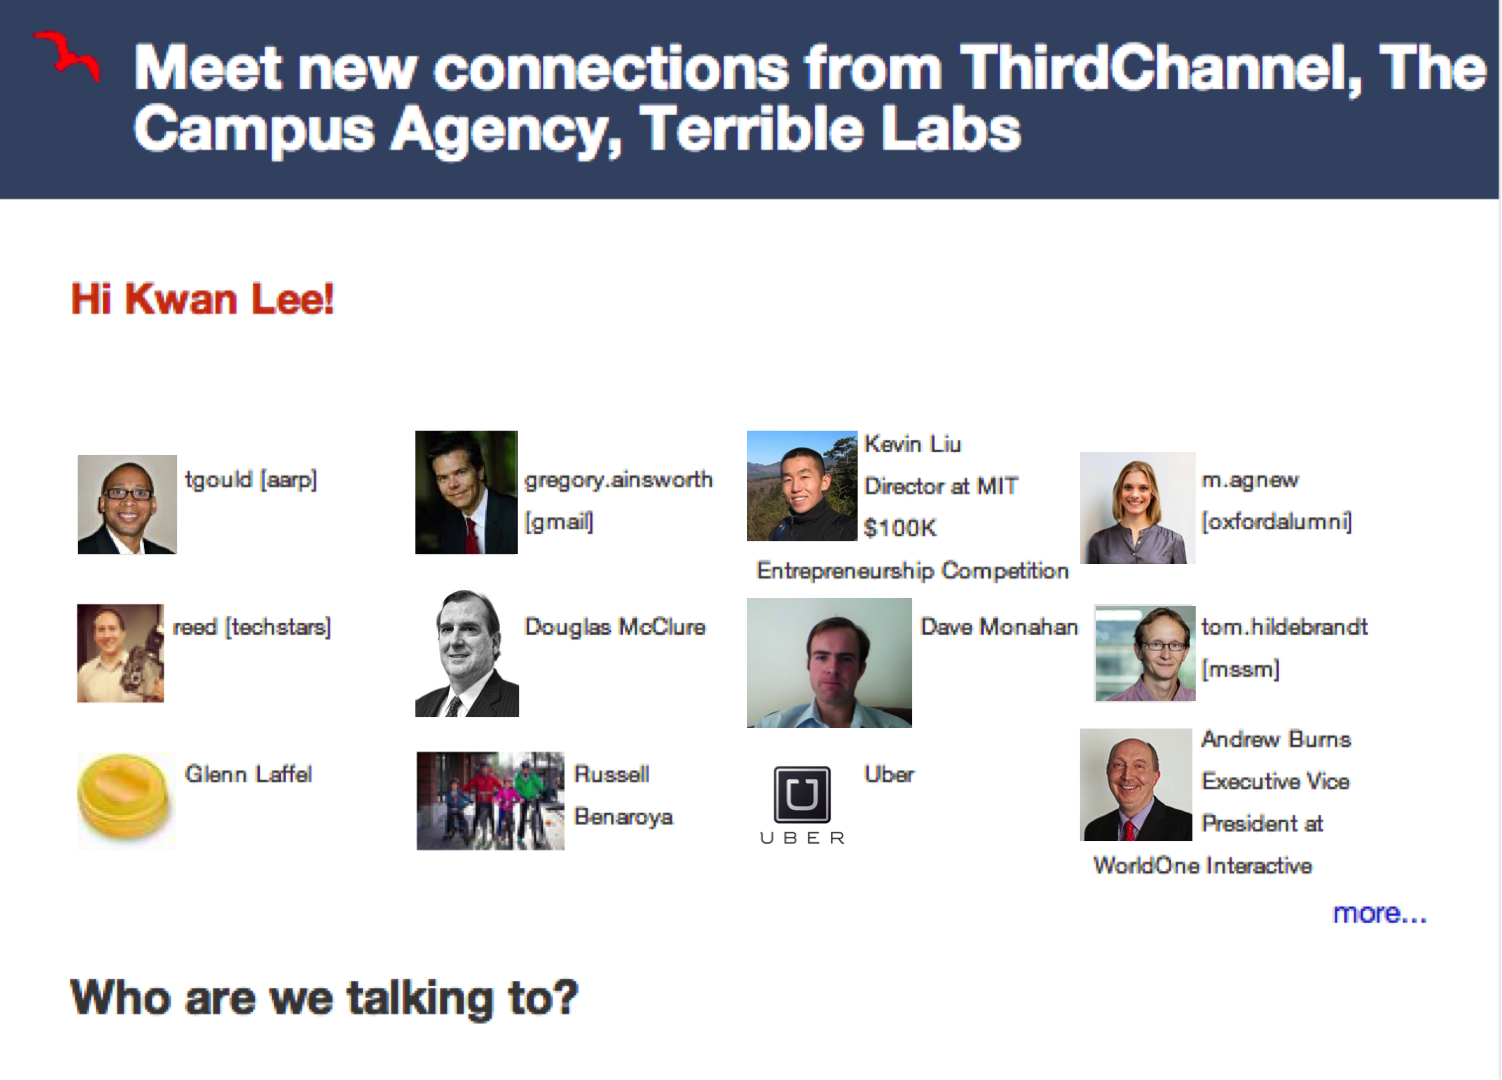 Meet new connections from ThirdChannel, The
Campus Agency, Terrible Labs
Hi Kwan Lee!
tgould [aarp]
gregory.ainsworth
[gmail]
Kevin Liu
Director at MIT
$100K
Entrepreneurship Competition
m.agnew
[oxfordalumni]
reed [techstars]
Douglas McClure
Dave Monahan
tom.hildebrandt
[mssm]
Glenn Laffel
Russell
Benaroya
U
UBER
Uber
Andrew Burns
Executive Vice
President at
WorldOne Interactive
more...
Who are we talking to?